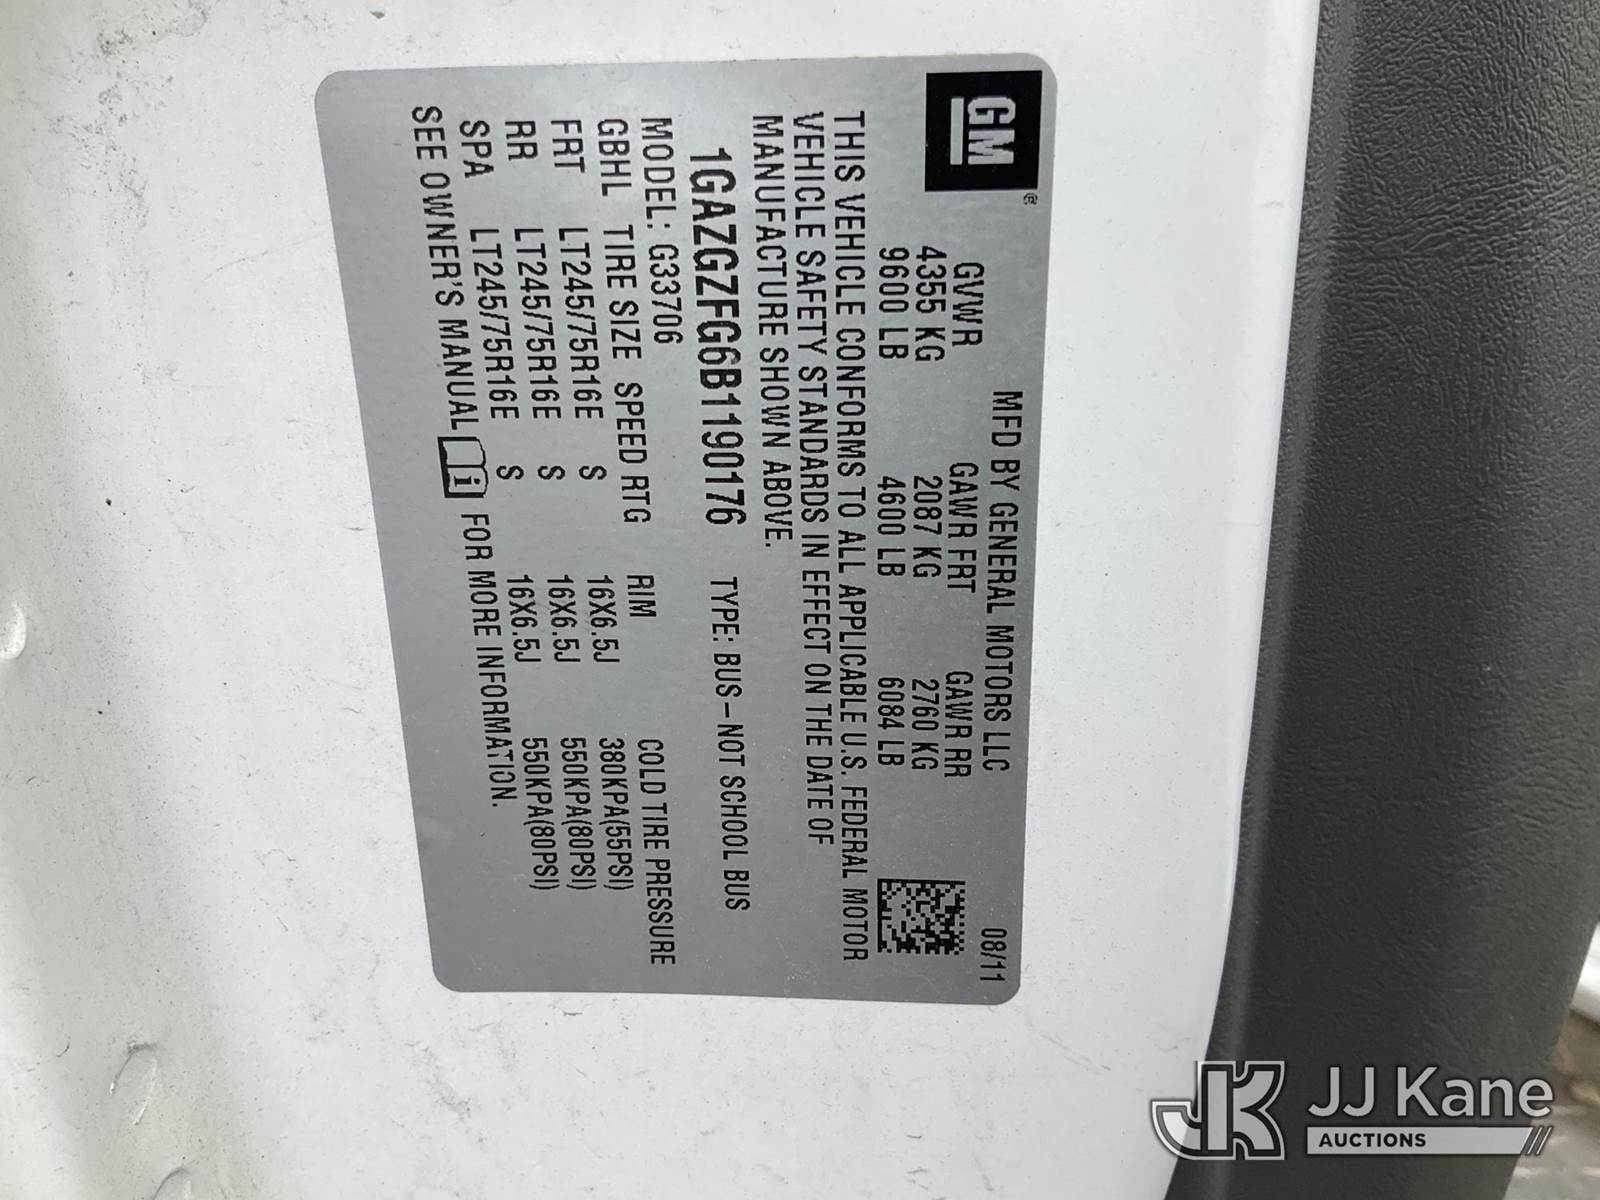 GM®
MFD BY GENERAL MOTORS LLC 08/11
GVWR GAWR FRT GAWR RR
4355 KG 2087 KG 2760 KG
9600 LB 4600 LB 6084 LB
THIS VEHICLE CONFORMS TO ALL APPLICABLE U.S. FEDERAL MOTOR
VEHICLE SAFETY STANDARDS IN EFFECT ON THE DATE OF
MANUFACTURE SHOWN ABOVE.
1GAZGZFG6B1190176 TYPE: BUS-NOT SCHOOL BUS
MODEL: G33706
GBHL TIRE SIZE SPEED RTG RIM COLD TIRE PRESSURE
FRT LT245/75R16E S 16X6.5J 380KPA(55PSI)
RR LT245/75R16E S 16X6.5J 550KPA(80PSI)
SPA LT245/75R16E S 16X6.5J 550KPA(80PSI)
SEE OWNER'S MANUAL FOR MORE INFORMATION.
JK JJ Kane
AUCTIONS